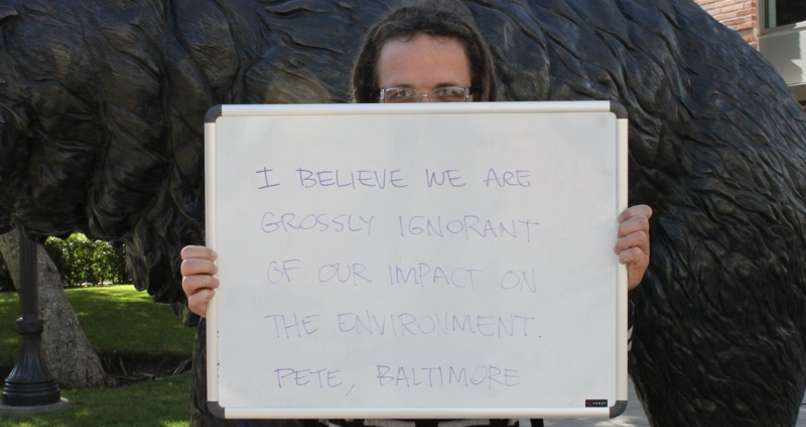 I BELIEVE WE ARE
GROSSLY IGNORANT
OF OUR IMPACT ON
THE ENVIRONMENT.
PETE, BALTIMORE